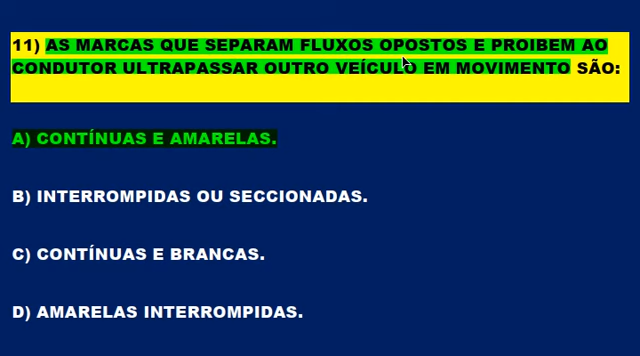 11) AS MARCAS QUE SEPARAM FLUXOS OPOSTOS E PROIBEM AO
CONDUTOR ULTRAPASSAR OUTRO VEÍCULO EM MOVIMENTO SÃO:
A) CONTÍNUAS E AMARELAS.
B) INTERROMPIDAS OU SECCIONADAS.
C) CONTÍNUAS E BRANCAS.
D) AMARELAS INTERROMPIDAS.